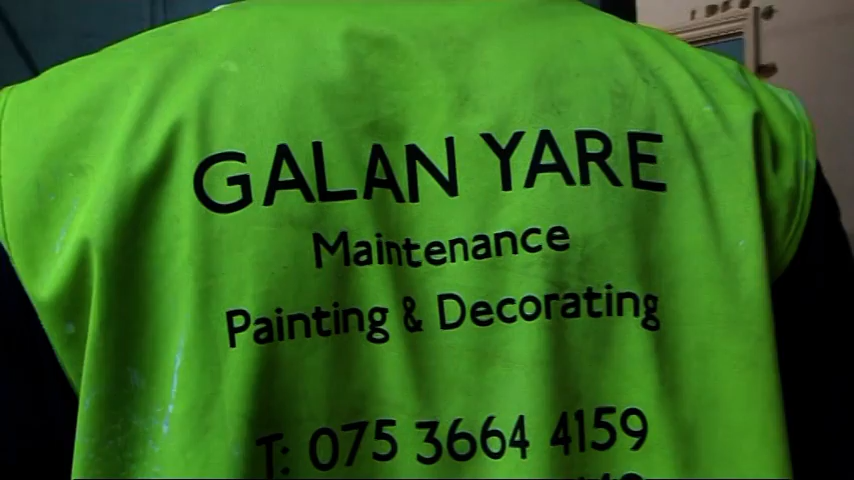 GALAN YARE
Maintenance
Painting & Decorating
T: 075 3664 4159